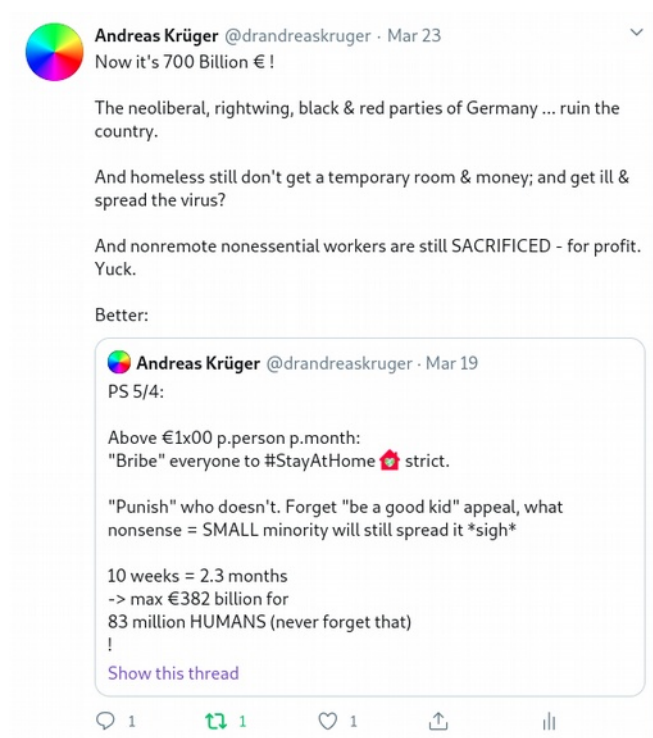 Andreas Krüger @drandreaskruger · Mar 23
Now it's 700 Billion € !
The neoliberal, rightwing, black & red parties of Germany ... ruin the
country.
And homeless still don't get a temporary room & money; and get ill &
spread the virus?
And nonremote nonessential workers are still SACRIFICED - for profit.
Yuck.
Better:
Andreas Krüger @drandreaskruger · Mar 19
PS 5/4:
Above €1x00 p.person p.month:
"Bribe" everyone to #StayAtHome strict.
"Punish" who doesn't. Forget "be a good kid" appeal, what
nonsense = SMALL minority will still spread it *sigh*
10 weeks = 2.3 months
-> max €382 billion for
83 million HUMANS (never forget that)
!
Show this thread
1 1 1